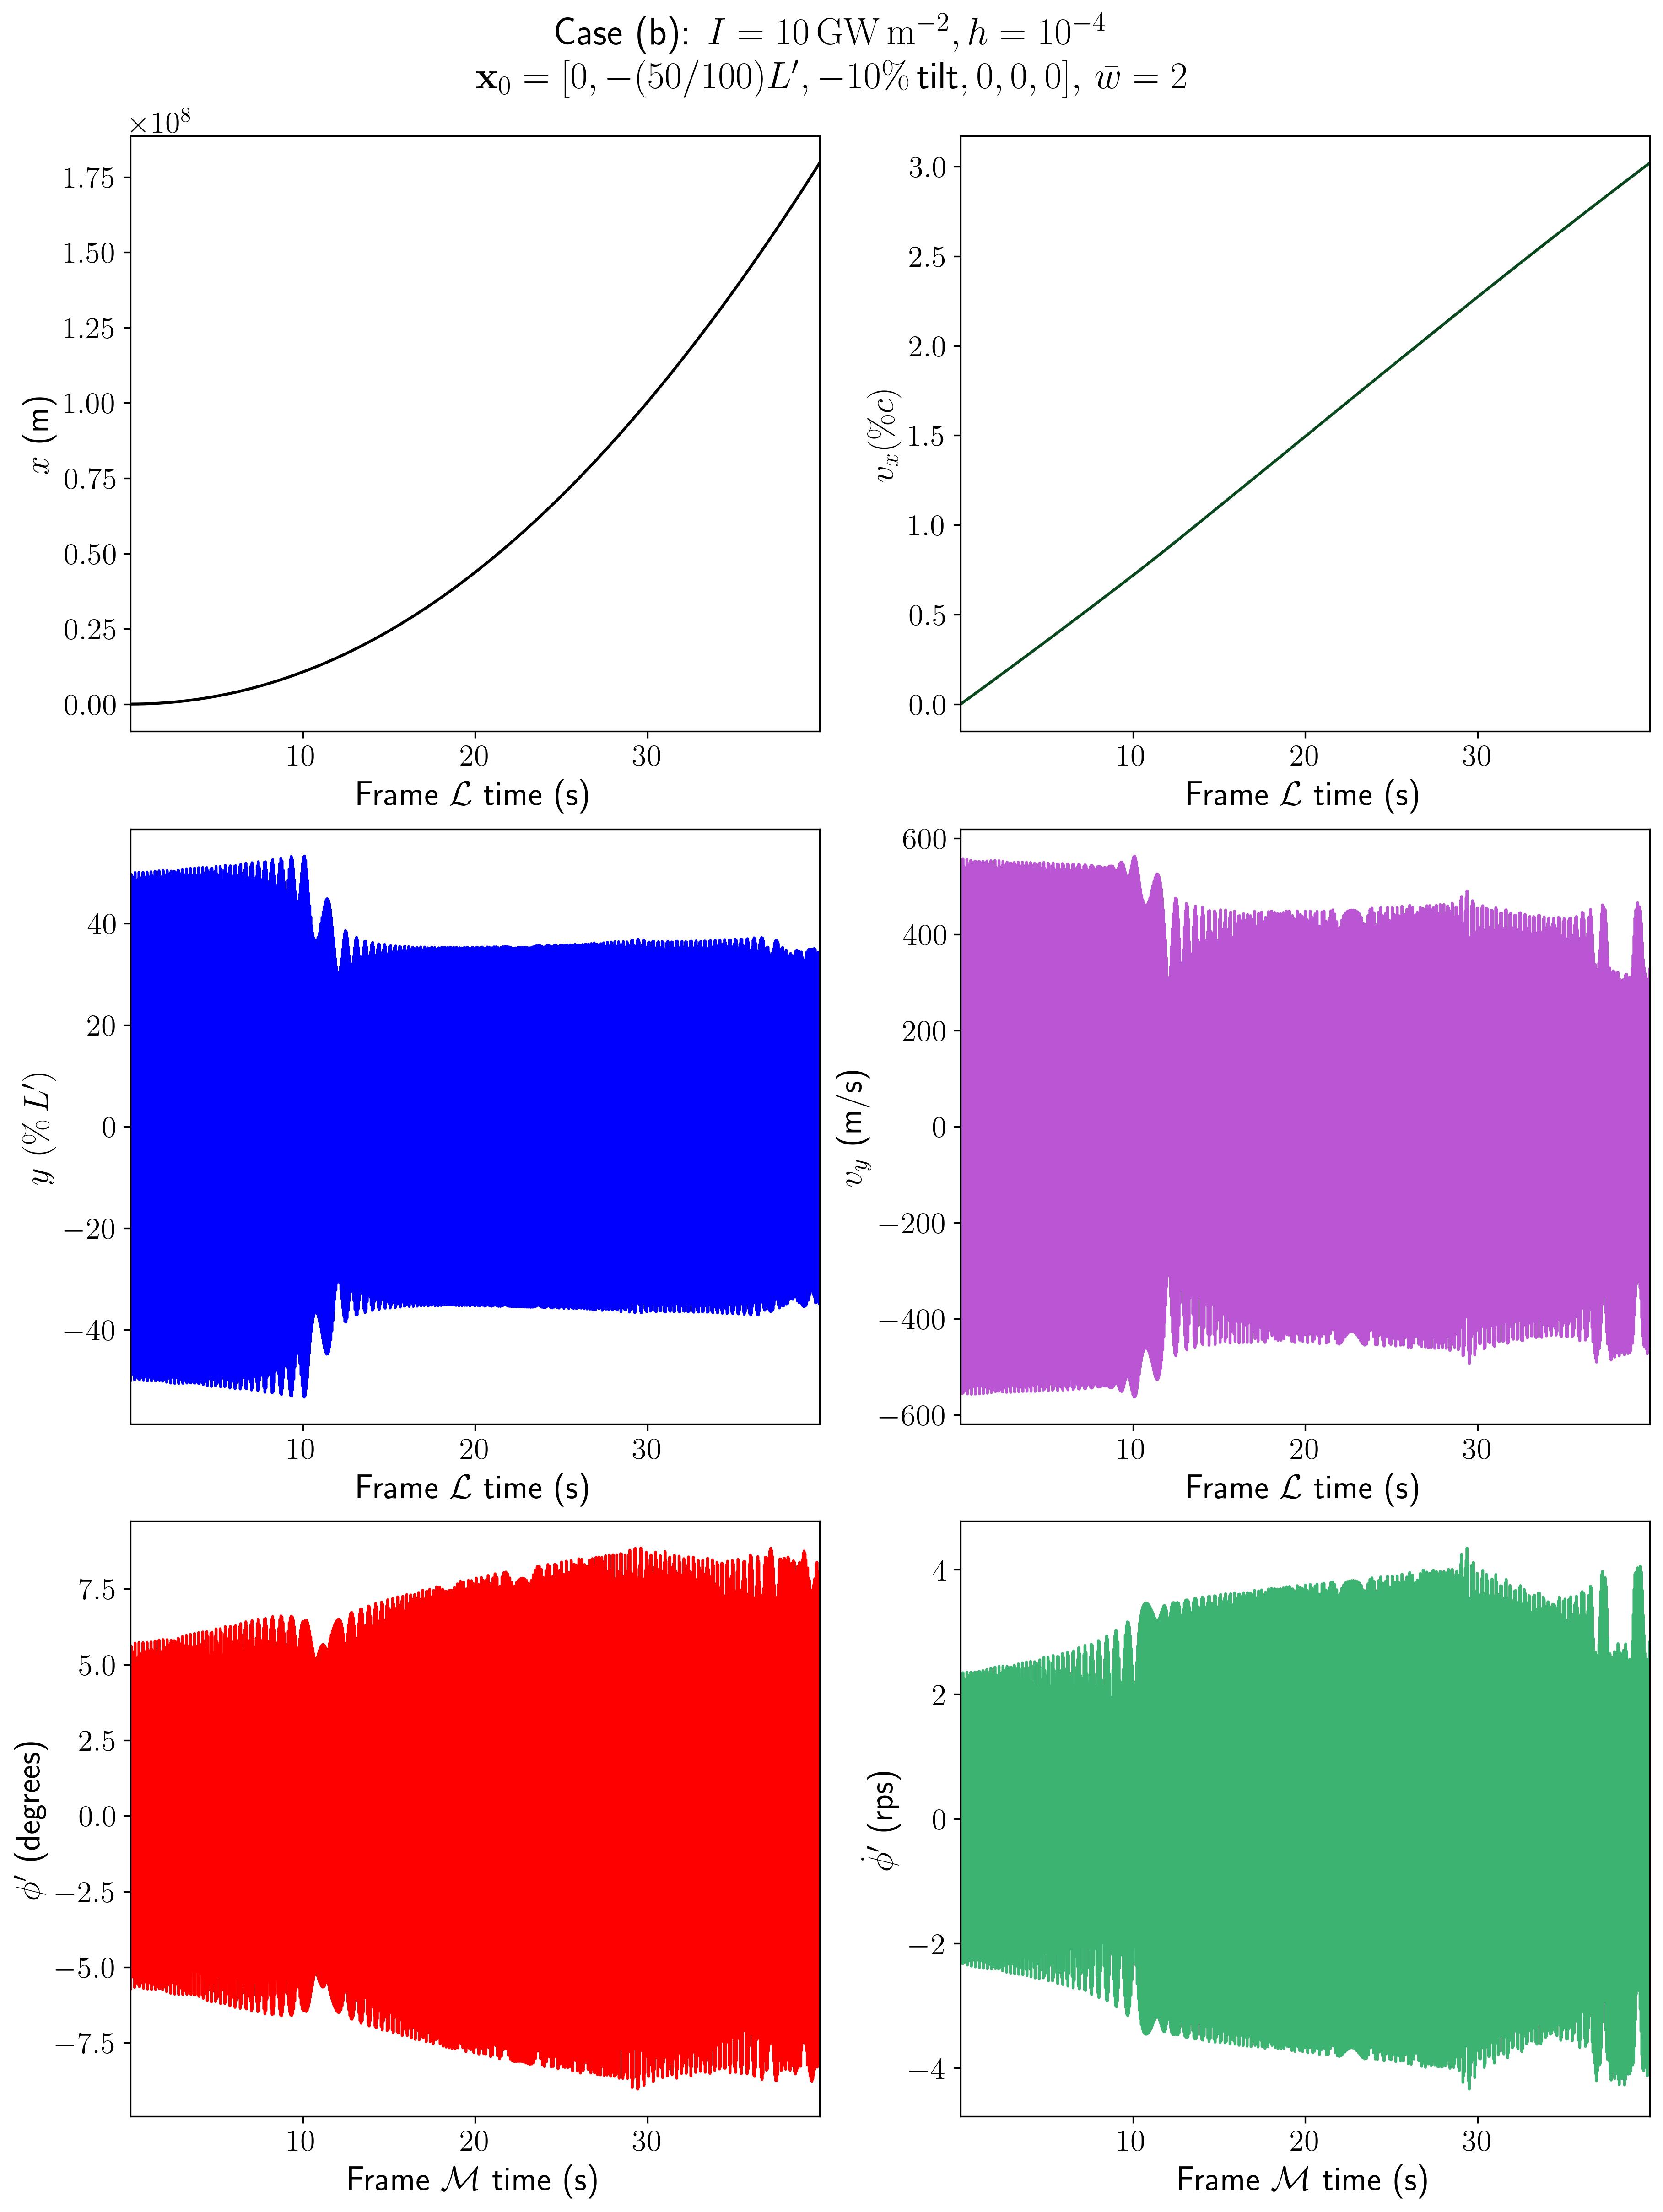 Case (b): I = 10 GW m⁻², h = 10⁻⁴
x₀ = [0, −(50/100)L′, −10% tilt, 0, 0, 0], w̄ = 2
×10⁸
1.75
1.50
1.25
1.00
0.75
0.50
0.25
0.00
x (m)
10 20 30
Frame ℒ time (s)
3.0
2.5
2.0
1.5
1.0
0.5
0.0
vₓ(%c)
10 20 30
Frame ℒ time (s)
40
20
0
−20
−40
y (% L′)
10 20 30
Frame ℒ time (s)
600
400
200
0
−200
−400
−600
v_y (m/s)
10 20 30
Frame ℒ time (s)
7.5
5.0
2.5
0.0
−2.5
−5.0
−7.5
ϕ′ (degrees)
10 20 30
Frame ℳ time (s)
4
2
0
−2
−4
ϕ̇′ (rps)
10 20 30
Frame ℳ time (s)